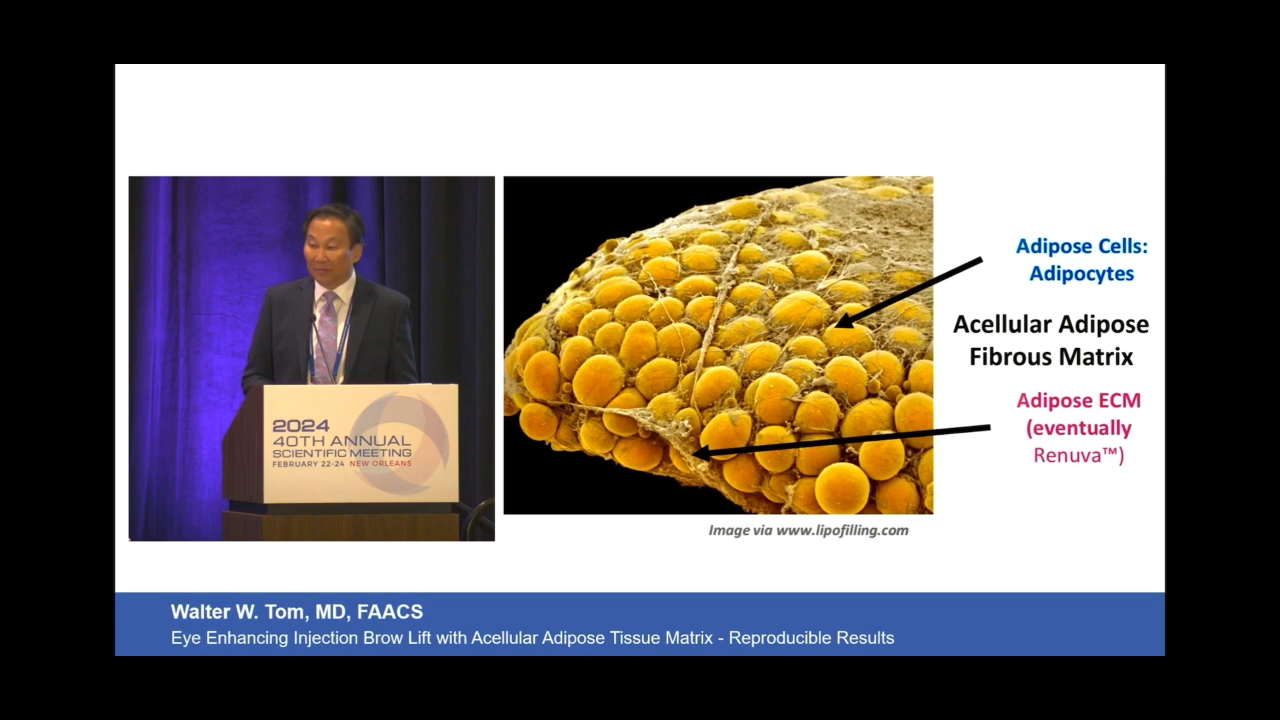 2024
40TH ANNUAL
SCIENTIFIC MEETING
FEBRUARY 22-24 NEW ORLEANS
Adipose Cells:
Adipocytes
Acellular Adipose
Fibrous Matrix
Adipose ECM
(eventually
Renuva™)
Image via www.lipofilling.com
Walter W. Tom, MD, FAACS
Eye Enhancing Injection Brow Lift with Acellular Adipose Tissue Matrix - Reproducible Results